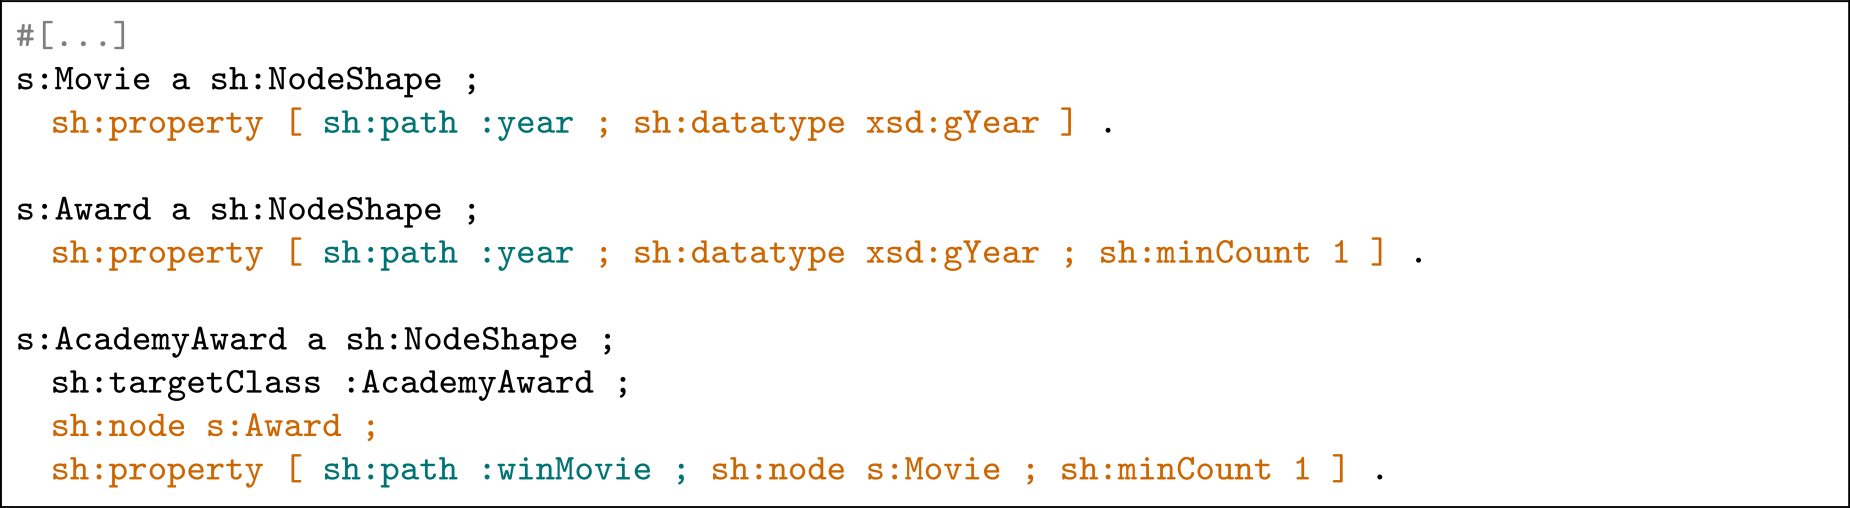 #[...]
s:Movie a sh:NodeShape ;
  sh:property [ sh:path :year ; sh:datatype xsd:gYear ] .

s:Award a sh:NodeShape ;
  sh:property [ sh:path :year ; sh:datatype xsd:gYear ; sh:minCount 1 ] .

s:AcademyAward a sh:NodeShape ;
  sh:targetClass :AcademyAward ;
  sh:node s:Award ;
  sh:property [ sh:path :winMovie ; sh:node s:Movie ; sh:minCount 1 ] .